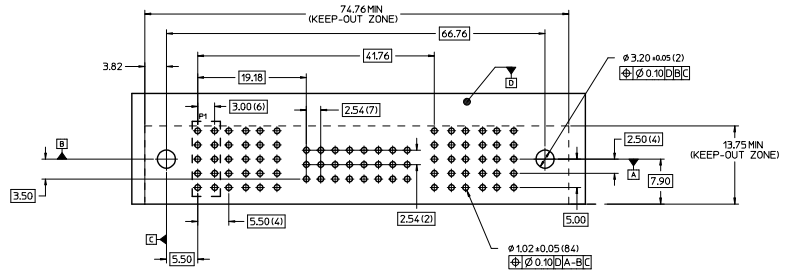 74.76 MIN
(KEEP-OUT ZONE)
66.76
41.76
3.82
19.18
Ø 3.20 ±0.05 (2)
⌖ Ø 0.10 D B C
D
P1
3.00 (6)
2.54 (7)
2.50 (4)
13.75 MIN
(KEEP-OUT ZONE)
B
A
7.90
3.50
5.50 (4)
2.54 (2)
5.00
C
5.50
Ø 1.02 ±0.05 (84)
⌖ Ø 0.10 D A-B C